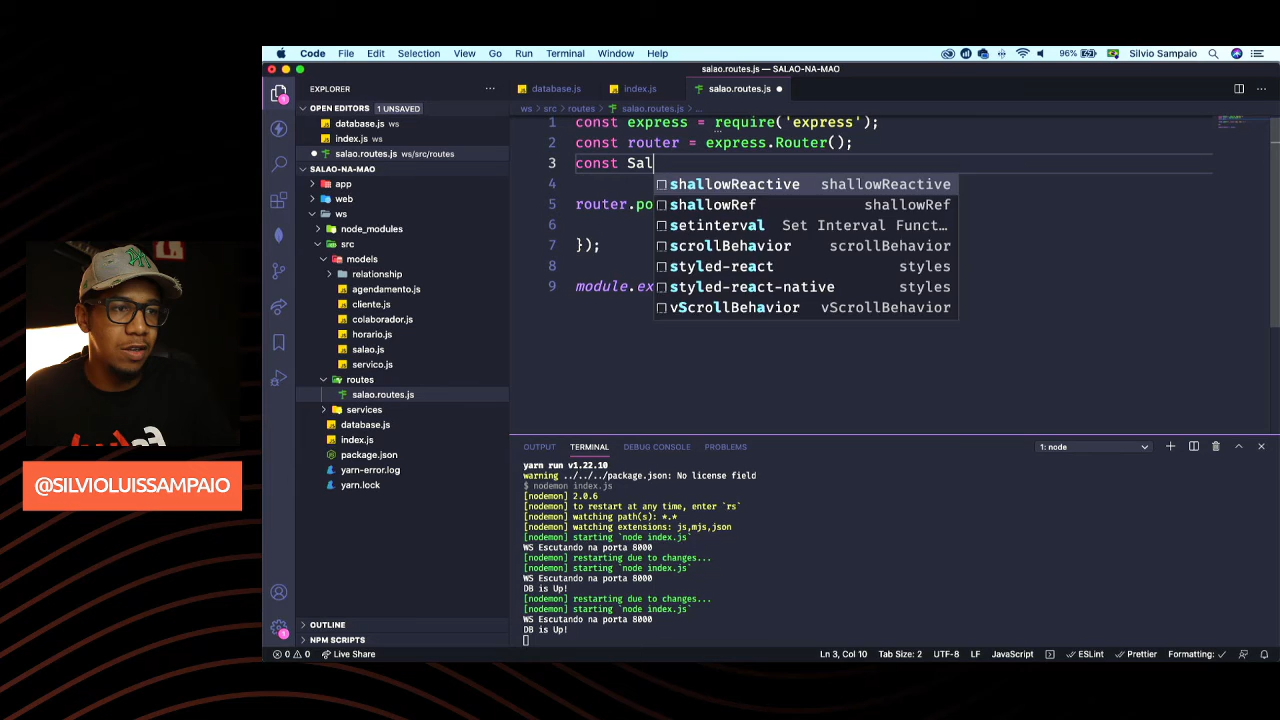 Code File Edit Selection View Go Run Terminal Window Help 96% Silvio Sampaio
salao.routes.js — SALAO-NA-MAO
EXPLORER
database.js index.js salao.routes.js
OPEN EDITORS 1 UNSAVED
ws > src > routes > salao.routes.js > ...
database.js ws
index.js ws
salao.routes.js ws/src/routes
SALAO-NA-MAO
app
web
ws
node_modules
src
models
relationship
agendamento.js
cliente.js
colaborador.js
horario.js
salao.js
servico.js
routes
salao.routes.js
services
database.js
index.js
package.json
yarn-error.log
yarn.lock
OUTLINE
NPM SCRIPTS
1 const express = require('express');
2 const router = express.Router();
3 const Sal
4
5 router.po
6
7 });
8
9 module.ex
shallowReactive shallowReactive
shallowRef shallowRef
setinterval Set Interval Funct...
scrollBehavior scrollBehavior
styled-react styles
styled-react-native styles
vScrollBehavior vScrollBehavior
OUTPUT TERMINAL DEBUG CONSOLE PROBLEMS 1: node
yarn run v1.22.10
warning ../../../package.json: No license field
$ nodemon index.js
[nodemon] 2.0.6
[nodemon] to restart at any time, enter `rs`
[nodemon] watching path(s): *.*
[nodemon] watching extensions: js,mjs,json
[nodemon] starting `node index.js`
WS Escutando na porta 8000
[nodemon] restarting due to changes...
[nodemon] starting `node index.js`
WS Escutando na porta 8000
DB is Up!
[nodemon] restarting due to changes...
[nodemon] starting `node index.js`
WS Escutando na porta 8000
DB is Up!
0 0 Live Share Ln 3, Col 10 Tab Size: 2 UTF-8 LF JavaScript ESLint Prettier Formatting:
@SILVIOLUISSAMPAIO